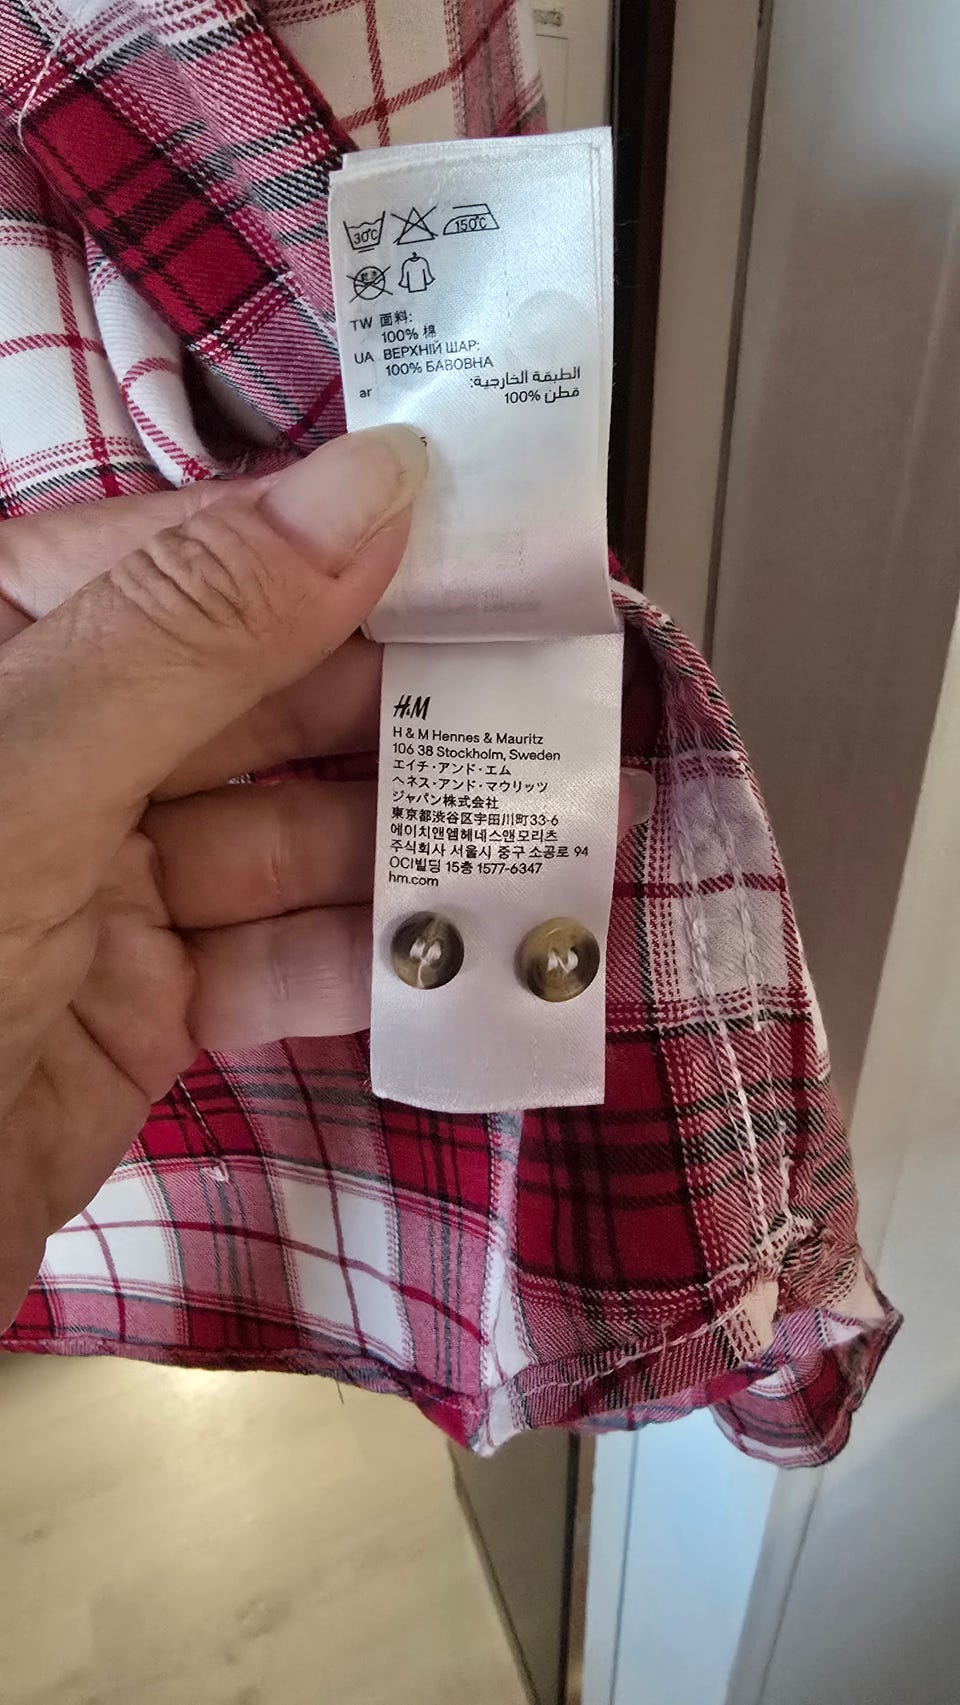 30°C 150°C
TW 面料:
100% 棉
UA ВЕРХНІЙ ШАР:
100% БАВОВНА
ar الطبقة الخارجية:
100% قطن
H&M
H & M Hennes & Mauritz
106 38 Stockholm, Sweden
エイチ・アンド・エム
ヘネス・アンド・マウリッツ
ジャパン株式会社
東京都渋谷区宇田川町33-6
에이치앤엠헤네스앤모리츠
주식회사 서울시 중구 소공로 94
OCI빌딩 15층 1577-6347
hm.com